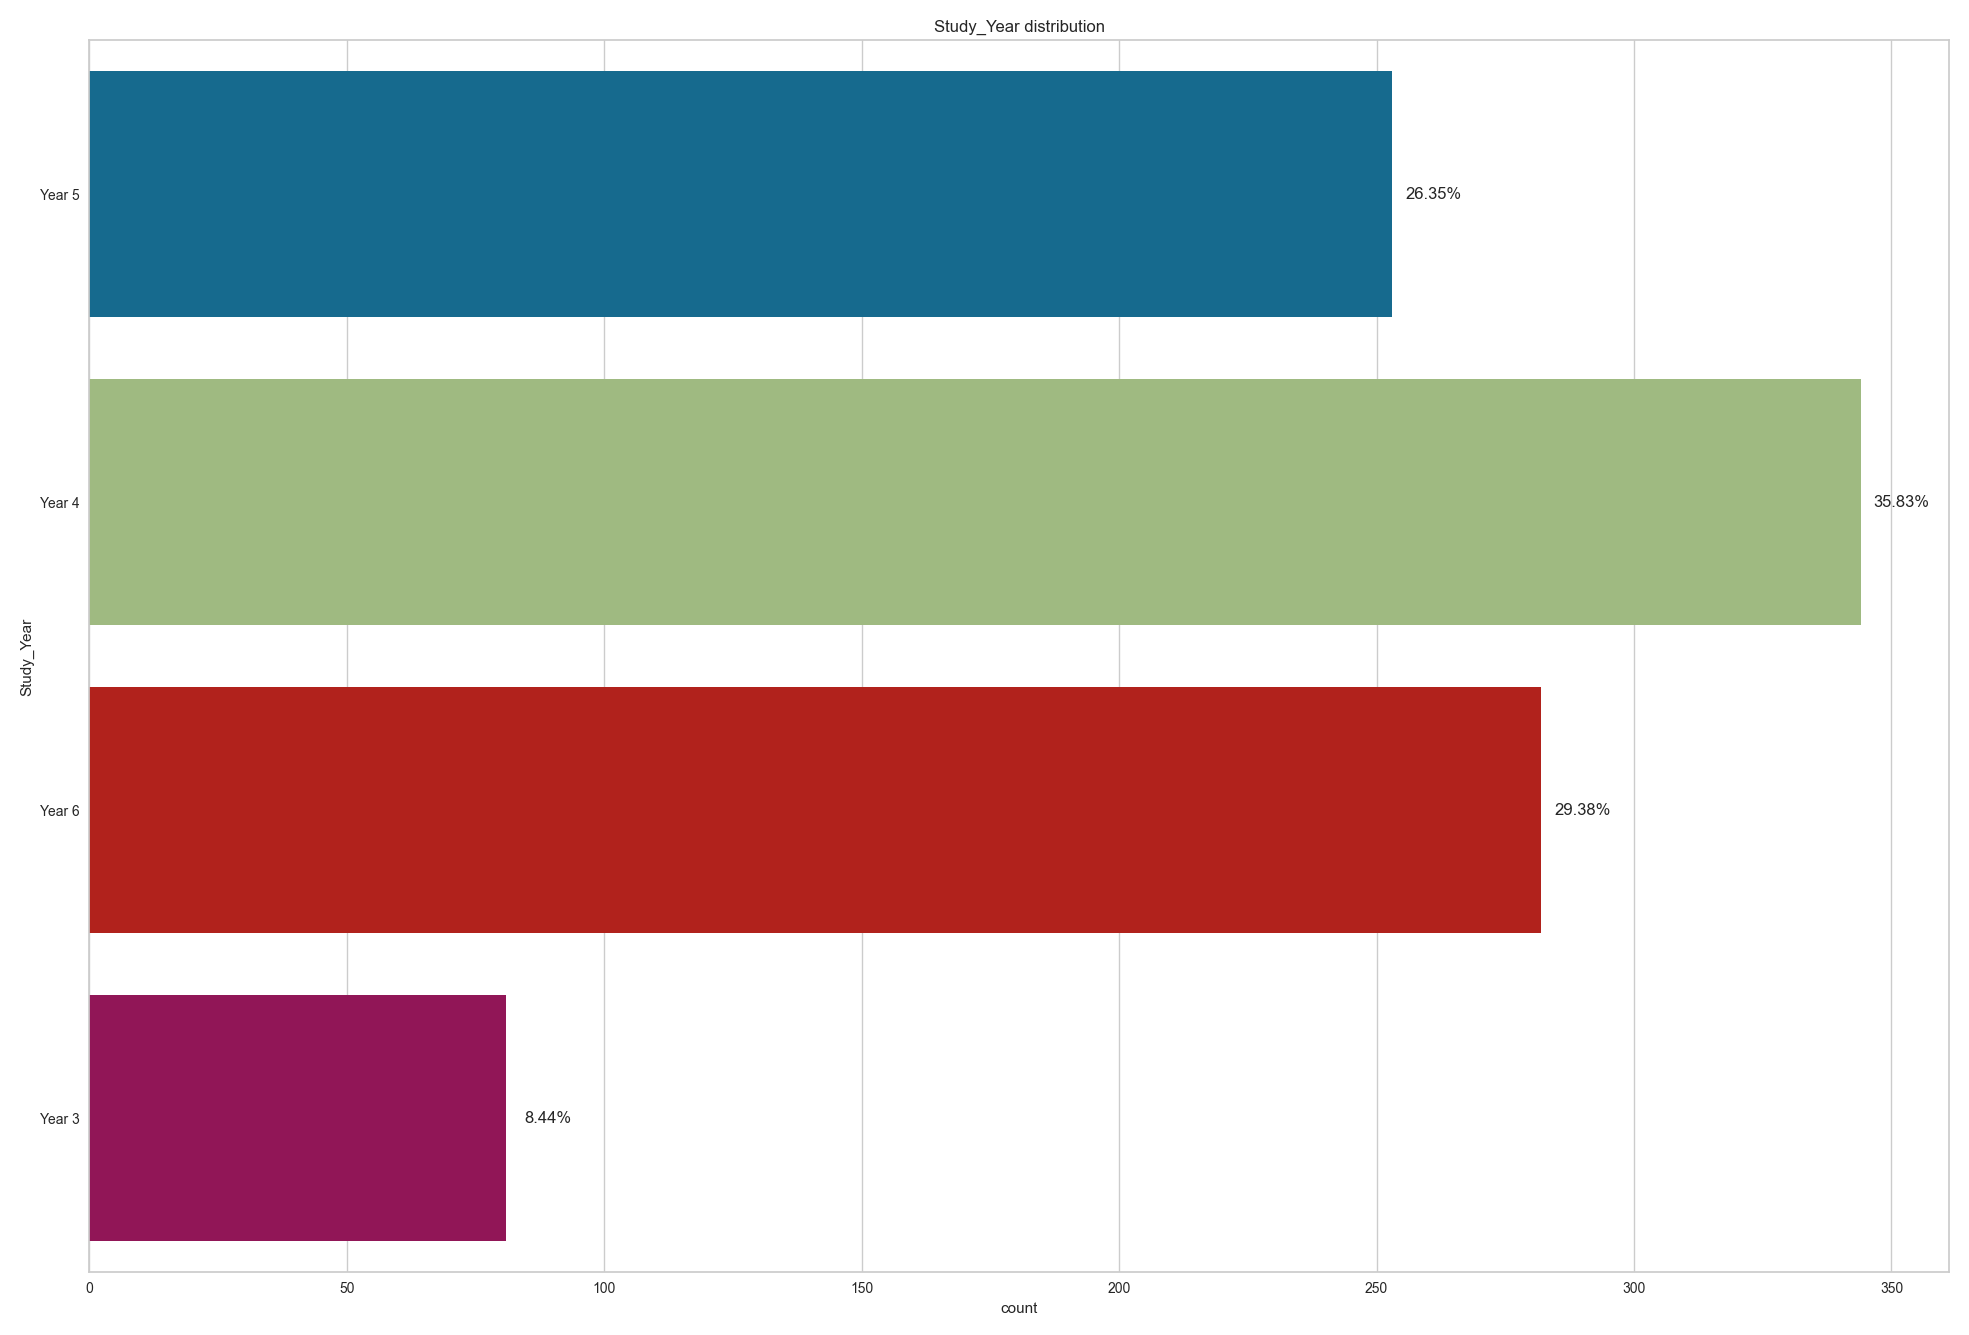 Study_Year distribution
Year 5
26.35%
Year 4
35.83%
Study_Year
Year 6
29.38%
Year 3
8.44%
0 50 100 150 200 250 300 350
count